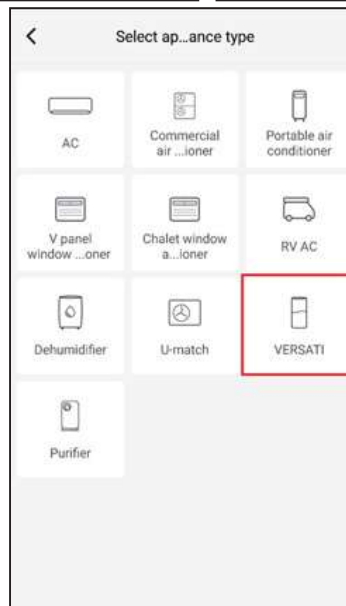 Select ap...ance type
AC
Commercial
air ...ioner
Portable air
conditioner
V panel
window ...oner
Chalet window
a...ioner
RV AC
Dehumidifier
U-match
VERSATI
Purifier